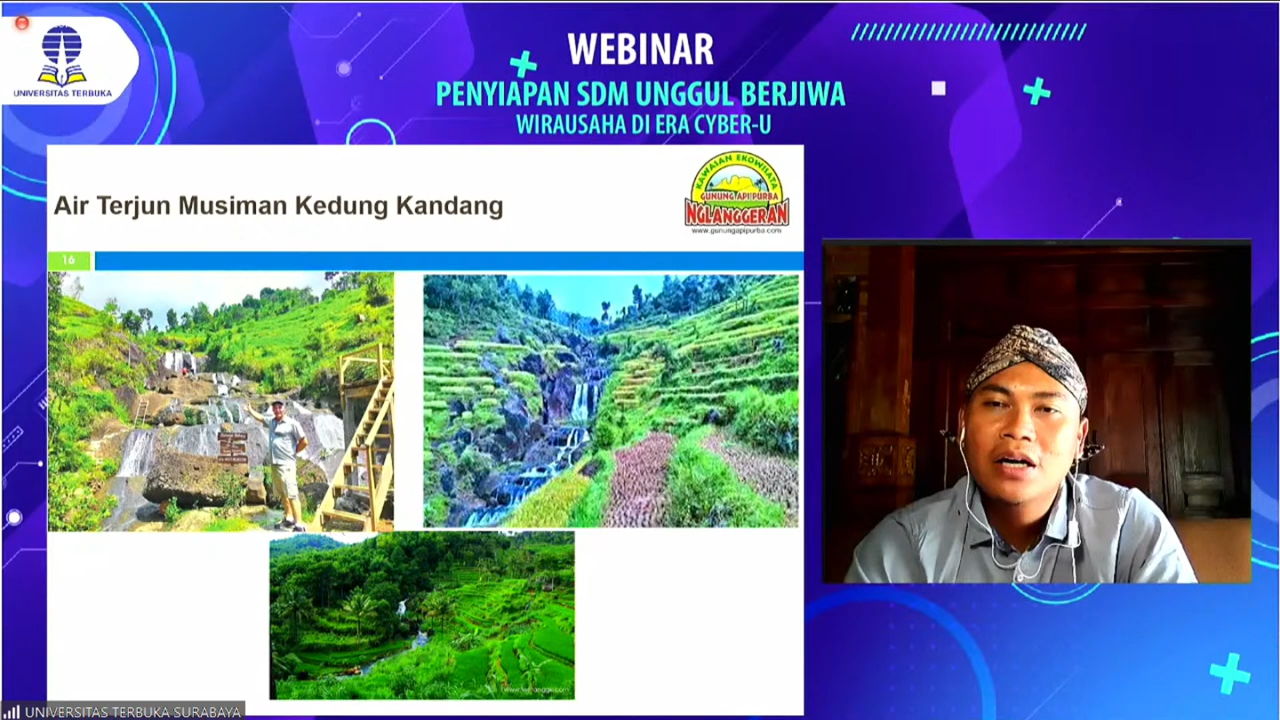 UNIVERSITAS TERBUKA
WEBINAR
PENYIAPAN SDM UNGGUL BERJIWA
WIRAUSAHA DI ERA CYBER-U
Air Terjun Musiman Kedung Kandang
KAWASAN EKOWISATA
GUNUNG API PURBA
NGLANGGERAN
www.gunungapipurba.com
16
UNIVERSITAS TERBUKA SURABAYA